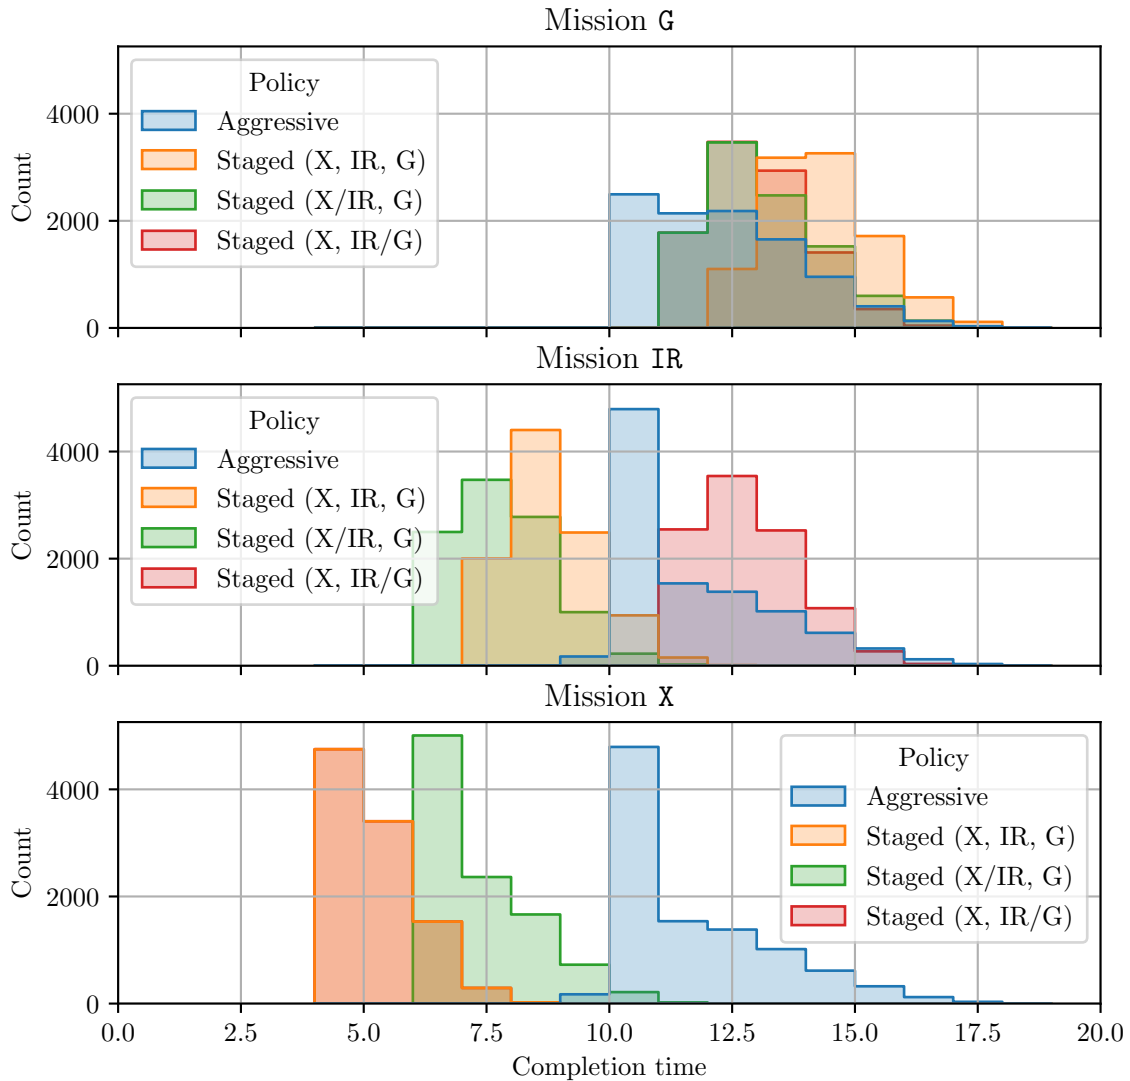 Mission G
Count
4000
2000
0
Policy
Aggressive
Staged (X, IR, G)
Staged (X/IR, G)
Staged (X, IR/G)
Mission IR
Count
4000
2000
0
Policy
Aggressive
Staged (X, IR, G)
Staged (X/IR, G)
Staged (X, IR/G)
Mission X
Count
4000
2000
0
Policy
Aggressive
Staged (X, IR, G)
Staged (X/IR, G)
Staged (X, IR/G)
0.0 2.5 5.0 7.5 10.0 12.5 15.0 17.5 20.0
Completion time